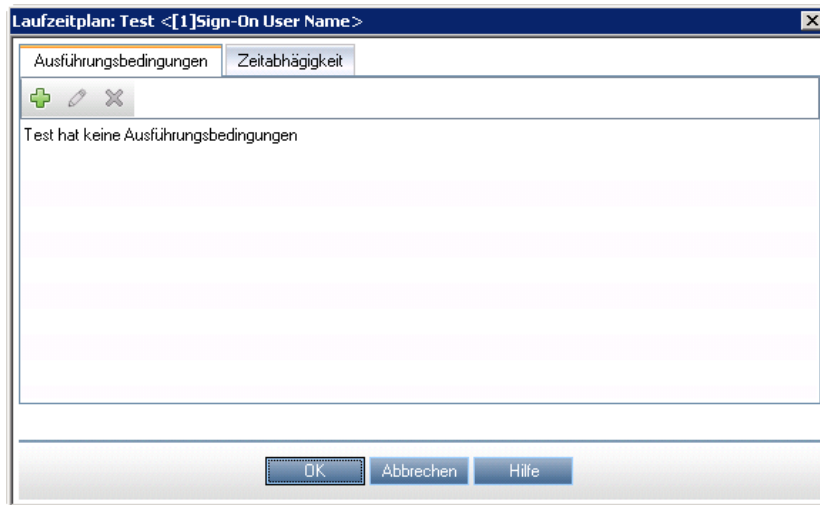 Laufzeitplan: Test <[1]Sign-On User Name>
Ausführungsbedingungen Zeitabhägigkeit
Test hat keine Ausführungsbedingungen
OK Abbrechen Hilfe